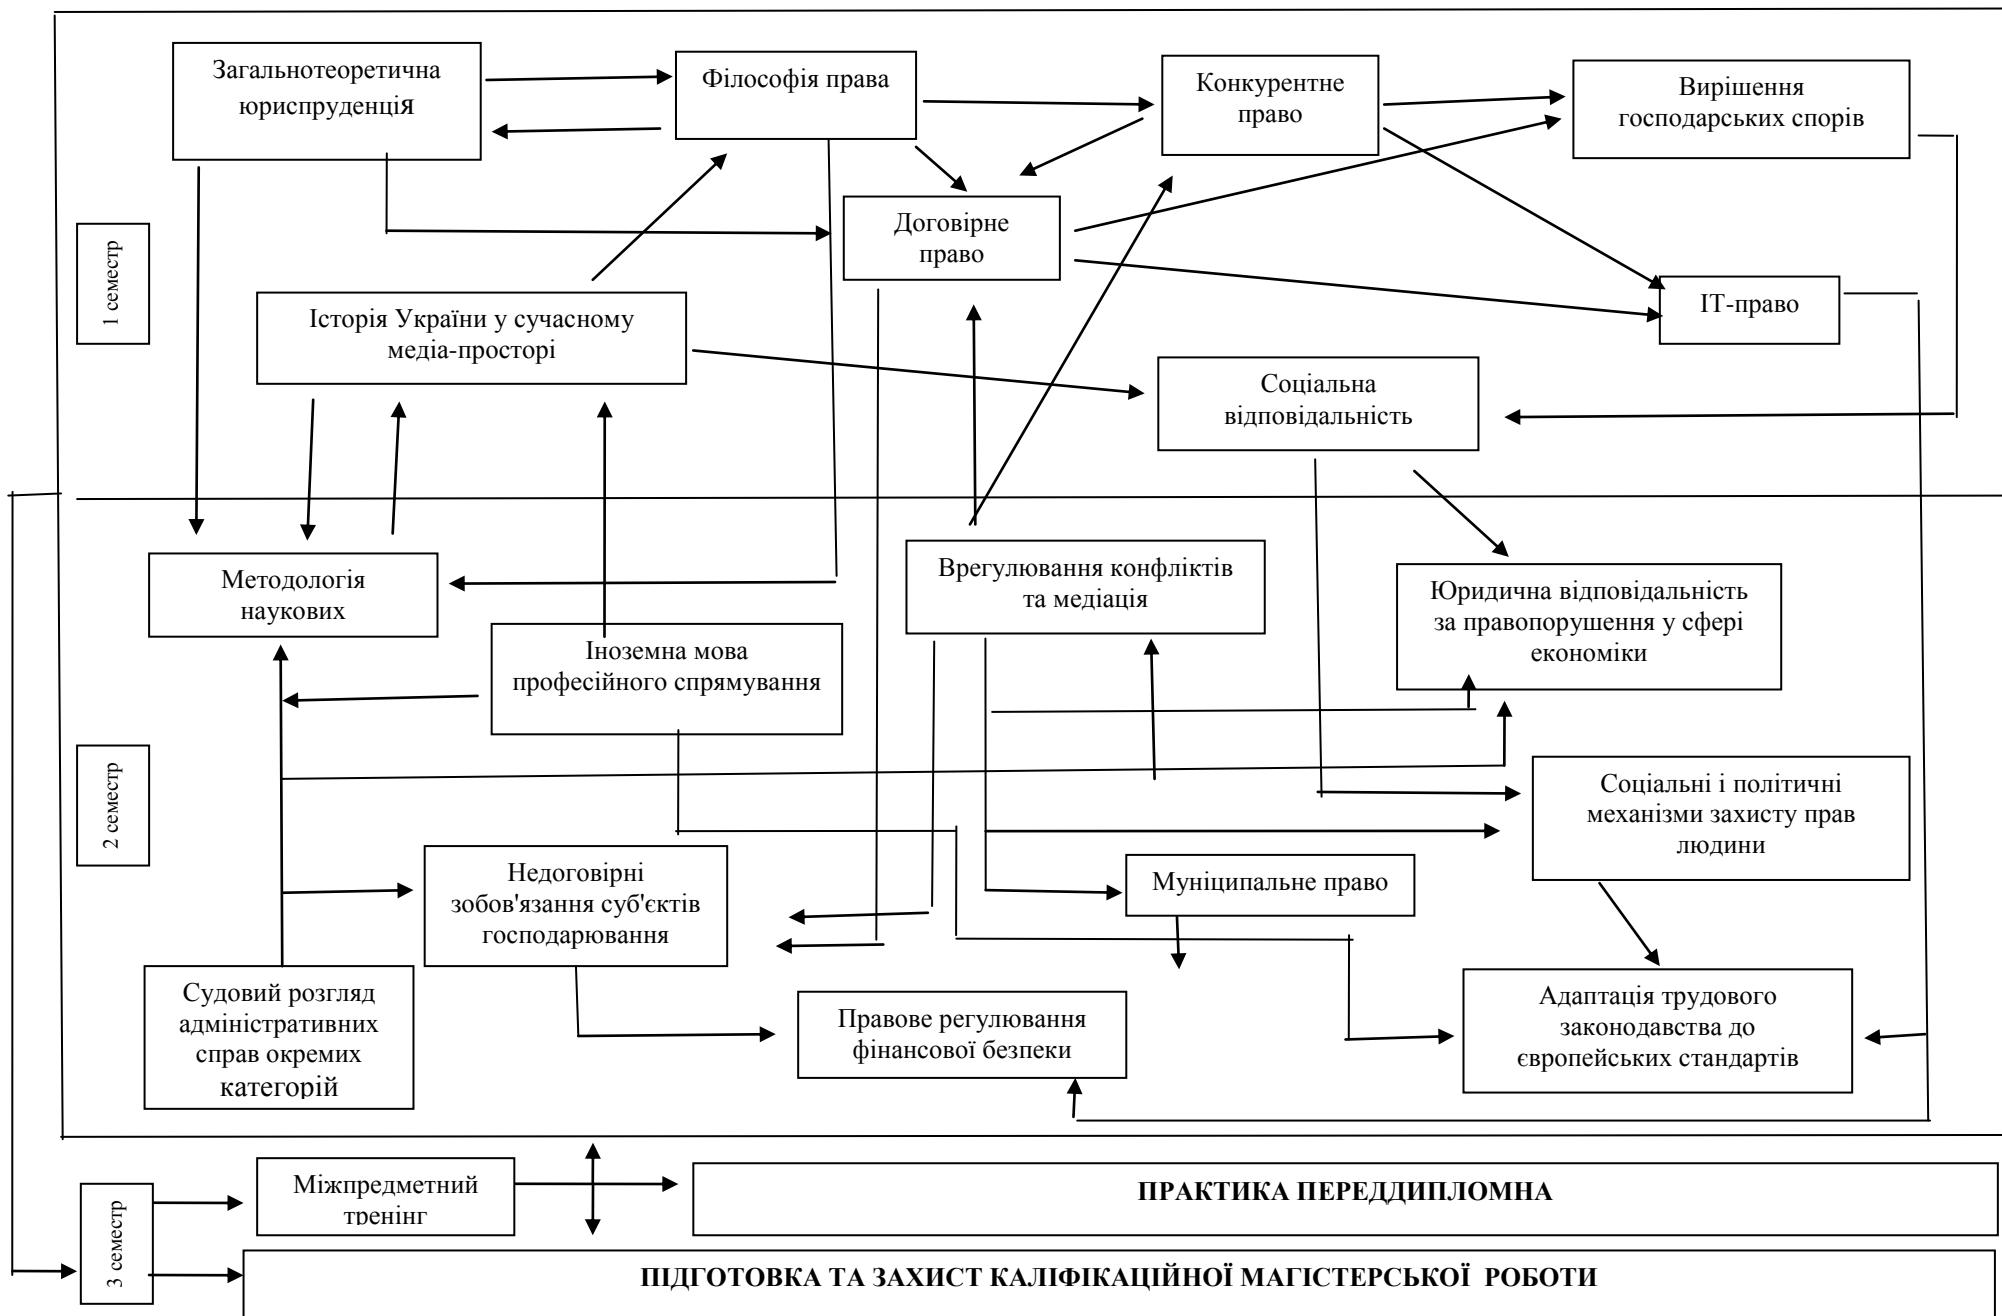 Загальнотеоретична
юриспруденція
Філософія права
Конкурентне
право
Вирішення
господарських спорів
Договірне
право
1 семестр
Історія України у сучасному
медіа-просторі
ІТ-право
Соціальна
відповідальність
Методологія
наукових
Врегулювання конфліктів
та медіація
Юридична відповідальність
за правопорушення у сфері
економіки
Іноземна мова
професійного спрямування
2 семестр
Соціальні і політичні
механізми захисту прав
людини
Недоговірні
зобов'язання суб'єктів
господарювання
Муніципальне право
Судовий розгляд
адміністративних
справ окремих
категорій
Правове регулювання
фінансової безпеки
Адаптація трудового
законодавства до
європейських стандартів
3 семестр
Міжпредметний
тренінг
ПРАКТИКА ПЕРЕДДИПЛОМНА
ПІДГОТОВКА ТА ЗАХИСТ КАЛІФІКАЦІЙНОЇ МАГІСТЕРСЬКОЇ РОБОТИ